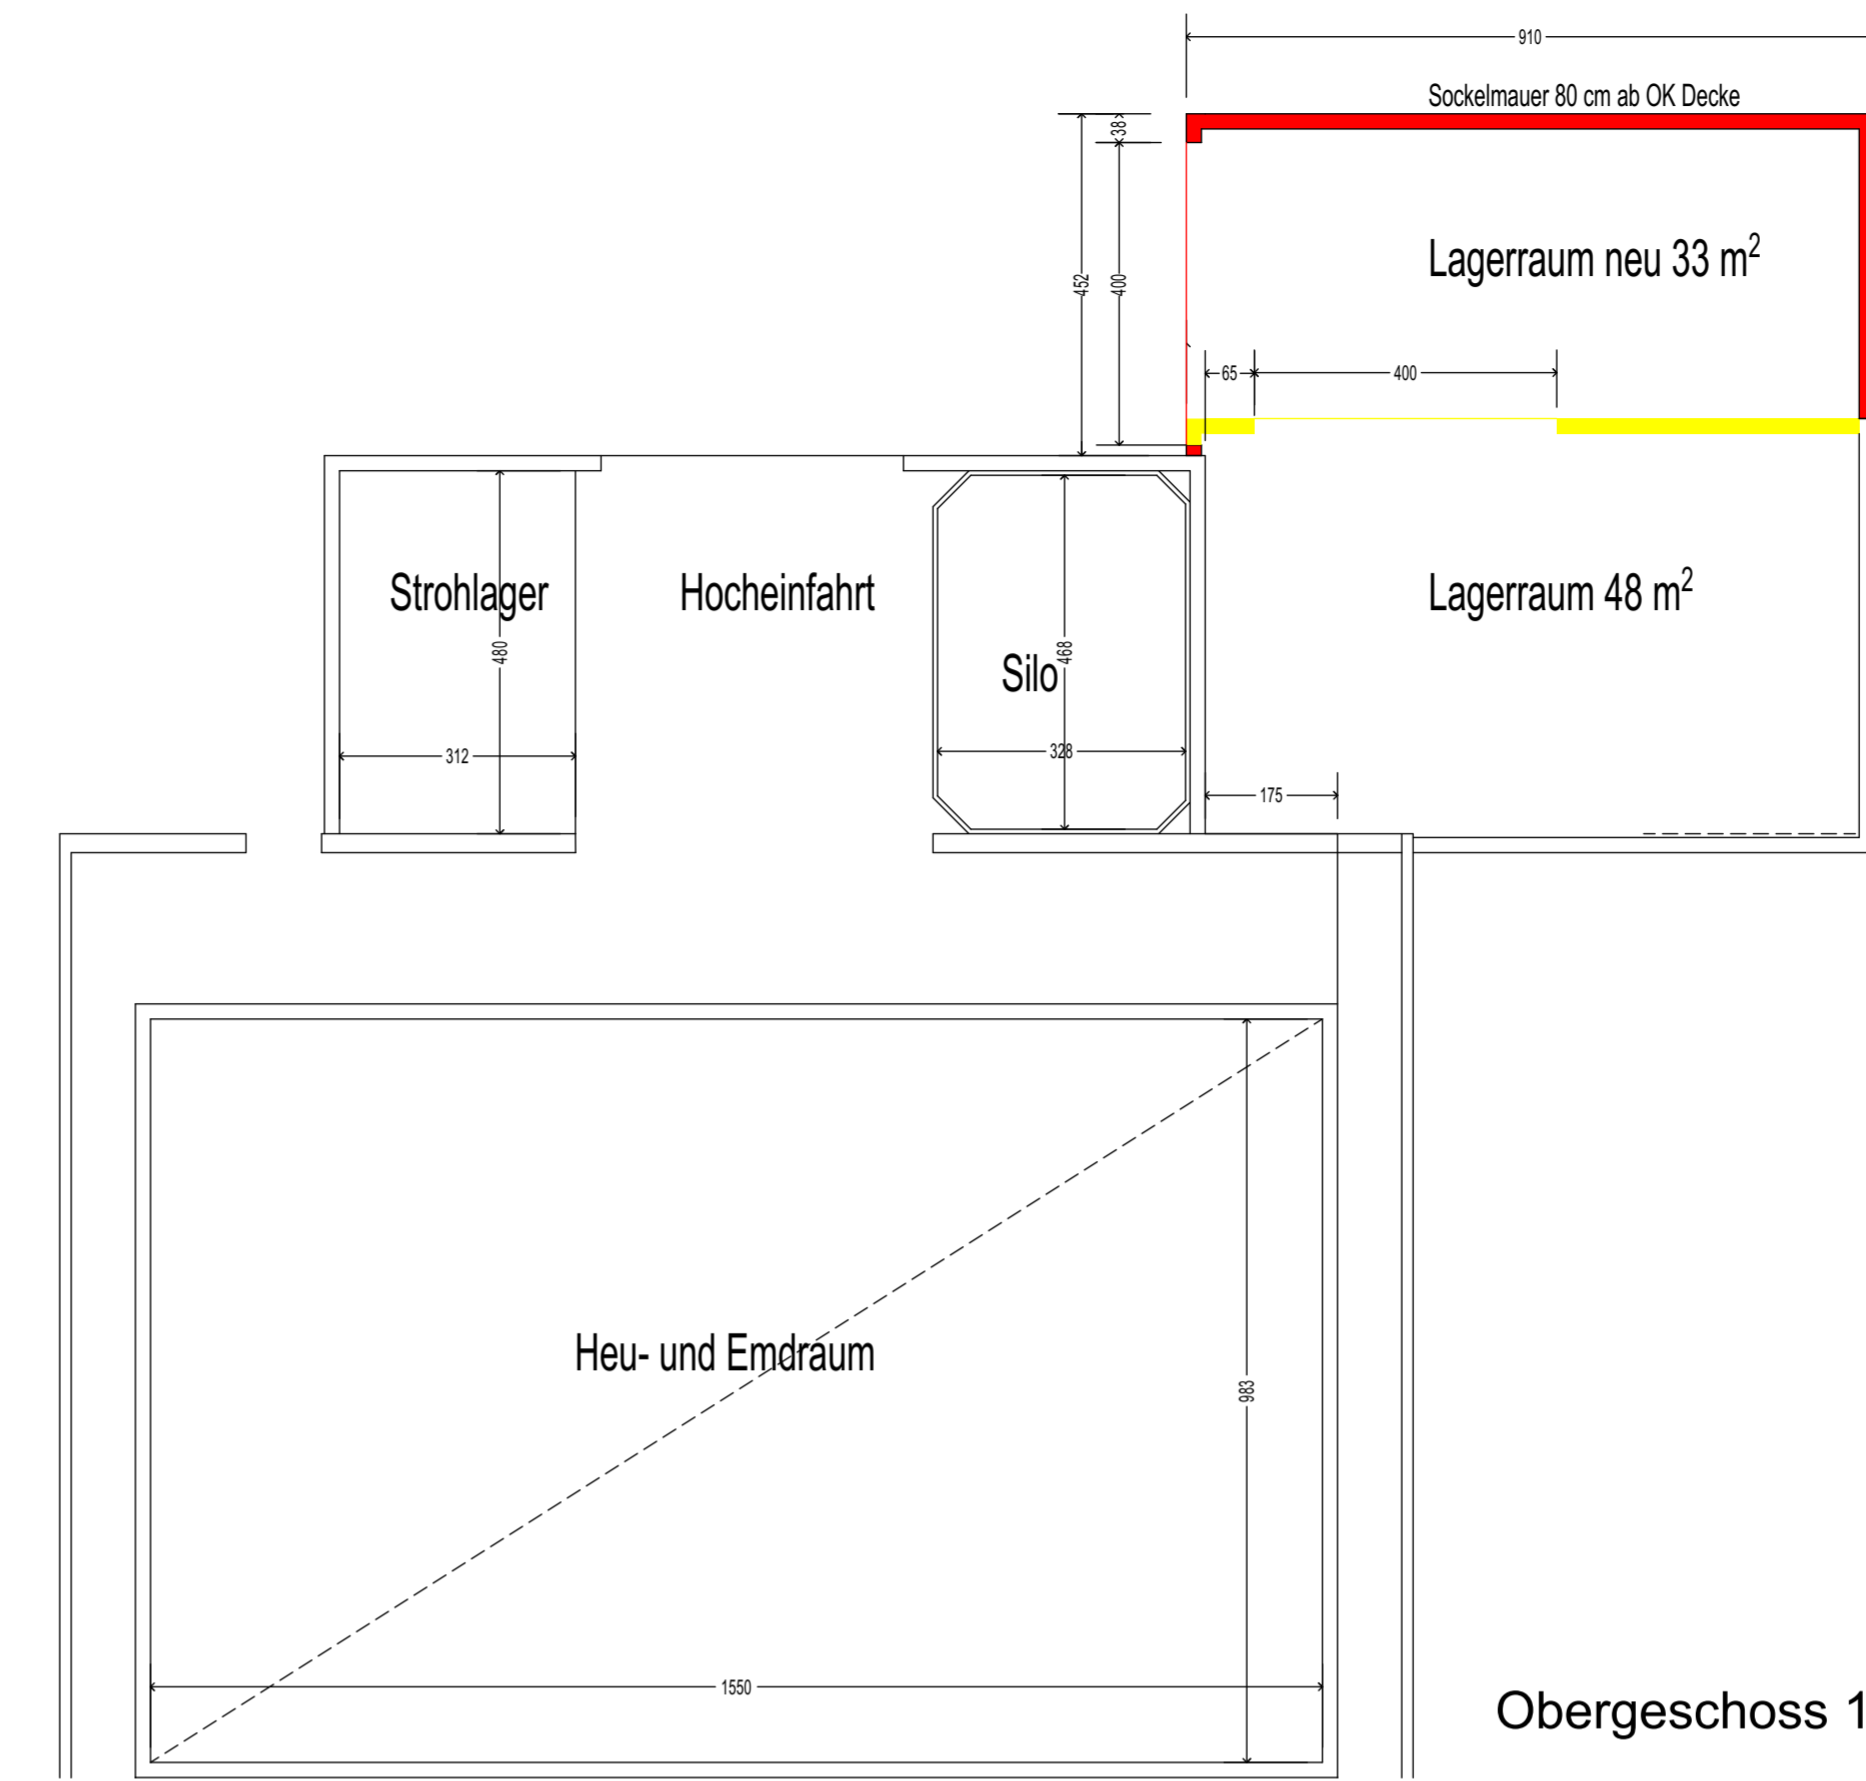 910
Sockelmauer 80 cm ab OK Decke
38
452
400
Lagerraum neu 33 m²
65
400
Strohlager
Hocheinfahrt
Lagerraum 48 m²
480
468
Silo
312
328
175
Heu- und Emdraum
983
1550
Obergeschoss 1